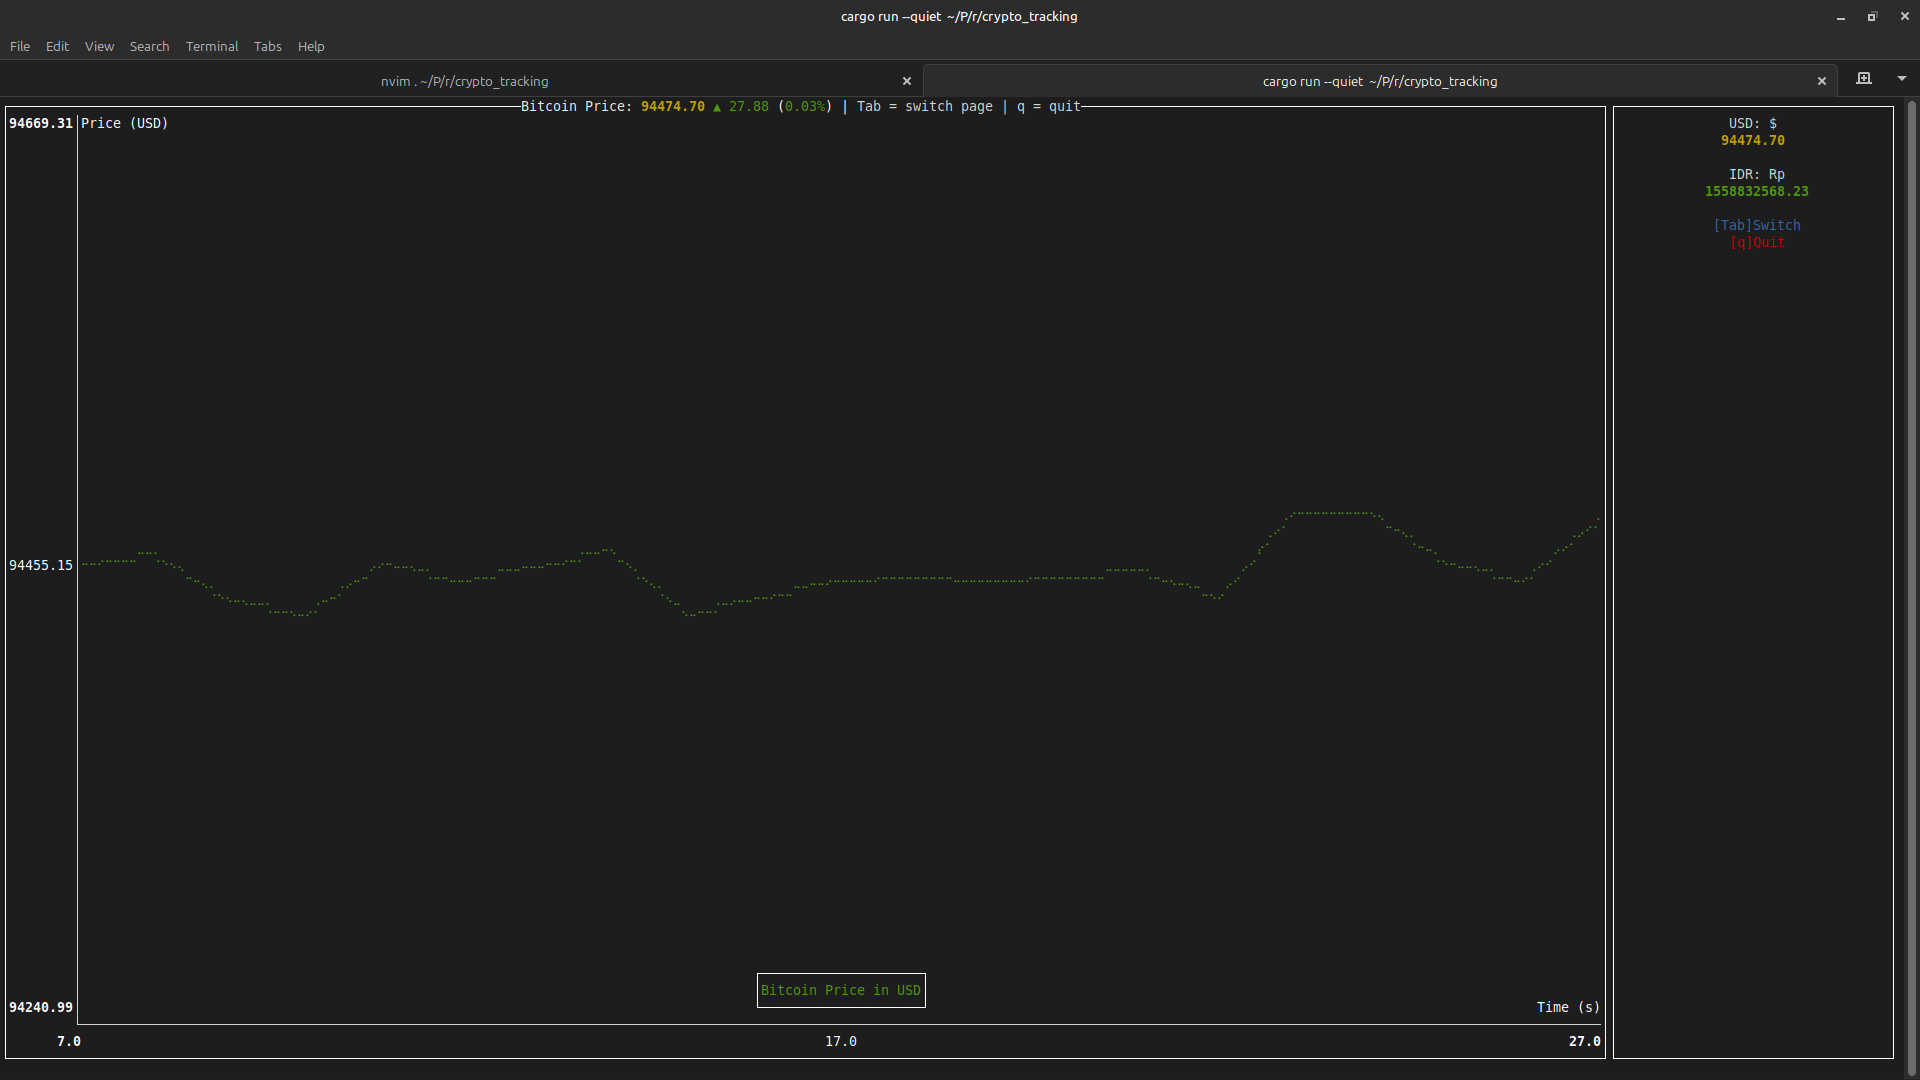 cargo run --quiet ~/P/r/crypto_tracking
File Edit View Search Terminal Tabs Help
nvim . ~/P/r/crypto_tracking
cargo run --quiet ~/P/r/crypto_tracking
Bitcoin Price: 94474.70 ▲ 27.88 (0.03%) | Tab = switch page | q = quit
94669.31
Price (USD)
94455.15
94240.99
Bitcoin Price in USD
Time (s)
7.0
17.0
27.0
USD: $
94474.70
IDR: Rp
1558832568.23
[Tab]Switch
[q]Quit